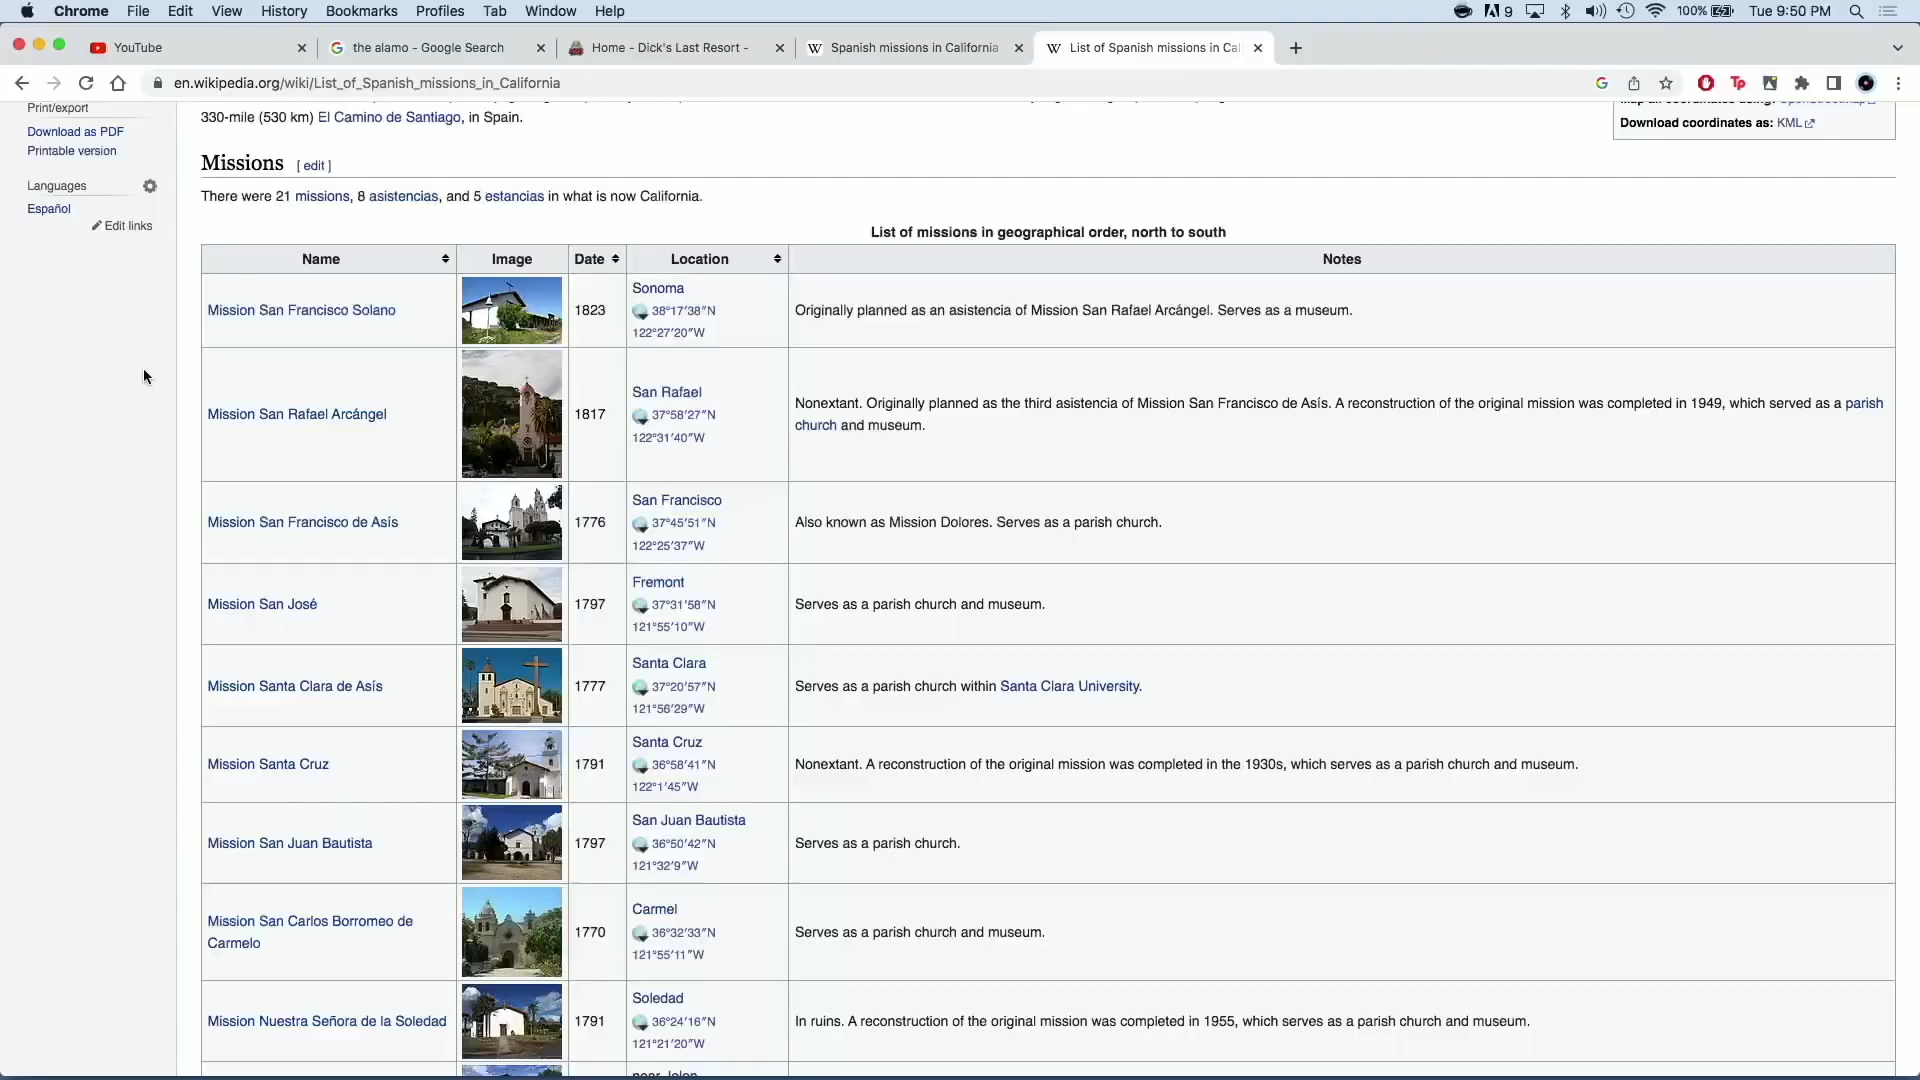 Chrome File Edit View History Bookmarks Profiles Tab Window Help
9 100% Tue 9:50 PM
YouTube
the alamo - Google Search
Home - Dick's Last Resort -
Spanish missions in California
List of Spanish missions in Cal
en.wikipedia.org/wiki/List_of_Spanish_missions_in_California
Print/export
Download as PDF
Printable version
Languages
Español
Edit links
330-mile (530 km) El Camino de Santiago, in Spain.
Download coordinates as: KML
Missions [ edit ]
There were 21 missions, 8 asistencias, and 5 estancias in what is now California.
List of missions in geographical order, north to south
Name Image Date Location Notes
Mission San Francisco Solano
1823
Sonoma
38°17′38″N
122°27′20″W
Originally planned as an asistencia of Mission San Rafael Arcángel. Serves as a museum.
Mission San Rafael Arcángel
1817
San Rafael
37°58′27″N
122°31′40″W
Nonextant. Originally planned as the third asistencia of Mission San Francisco de Asís. A reconstruction of the original mission was completed in 1949, which served as a parish
church and museum.
Mission San Francisco de Asís
1776
San Francisco
37°45′51″N
122°25′37″W
Also known as Mission Dolores. Serves as a parish church.
Mission San José
1797
Fremont
37°31′58″N
121°55′10″W
Serves as a parish church and museum.
Mission Santa Clara de Asís
1777
Santa Clara
37°20′57″N
121°56′29″W
Serves as a parish church within Santa Clara University.
Mission Santa Cruz
1791
Santa Cruz
36°58′41″N
122°1′45″W
Nonextant. A reconstruction of the original mission was completed in the 1930s, which serves as a parish church and museum.
Mission San Juan Bautista
1797
San Juan Bautista
36°50′42″N
121°32′9″W
Serves as a parish church.
Mission San Carlos Borromeo de
Carmelo
1770
Carmel
36°32′33″N
121°55′11″W
Serves as a parish church and museum.
Mission Nuestra Señora de la Soledad
1791
Soledad
36°24′16″N
121°21′20″W
In ruins. A reconstruction of the original mission was completed in 1955, which serves as a parish church and museum.
near Jolon